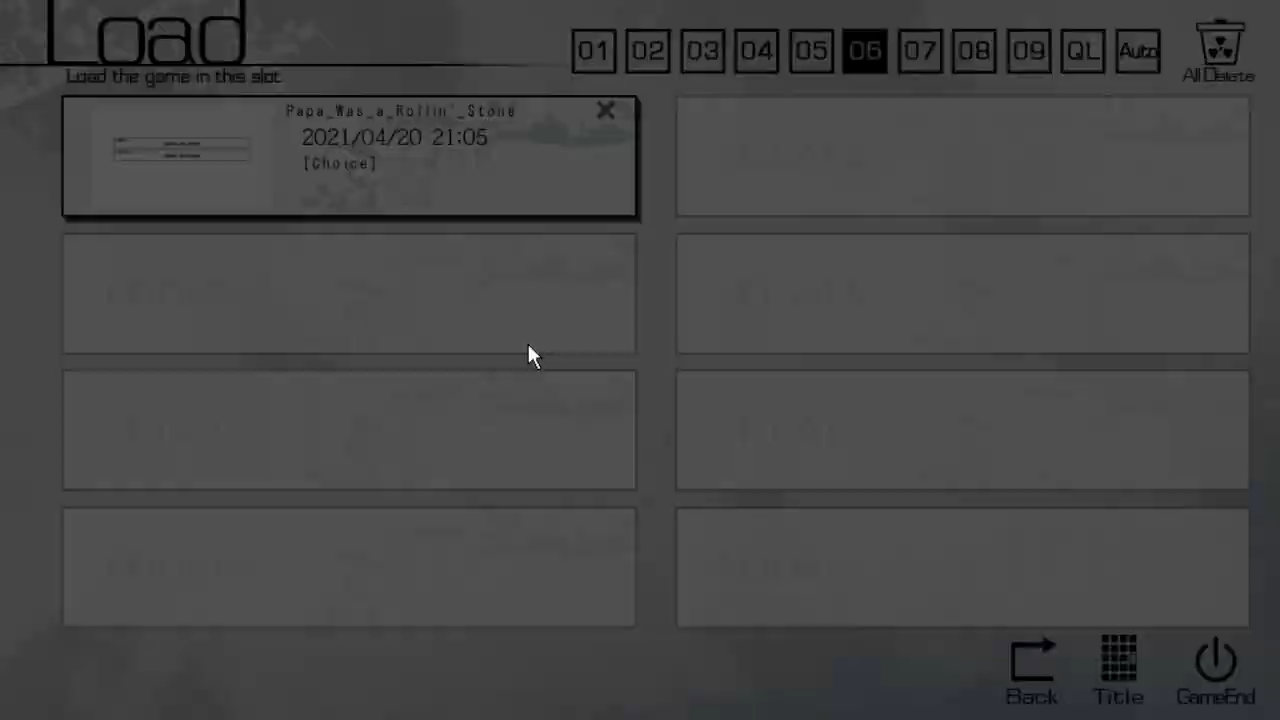 Load
Load the game in this slot.
01 02 03 04 05 06 07 08 09 QL Auto
All Delete
Papa_Was_a_Rollin'_Stone
2021/04/20 21:05
[Choice]
Back Title GameEnd